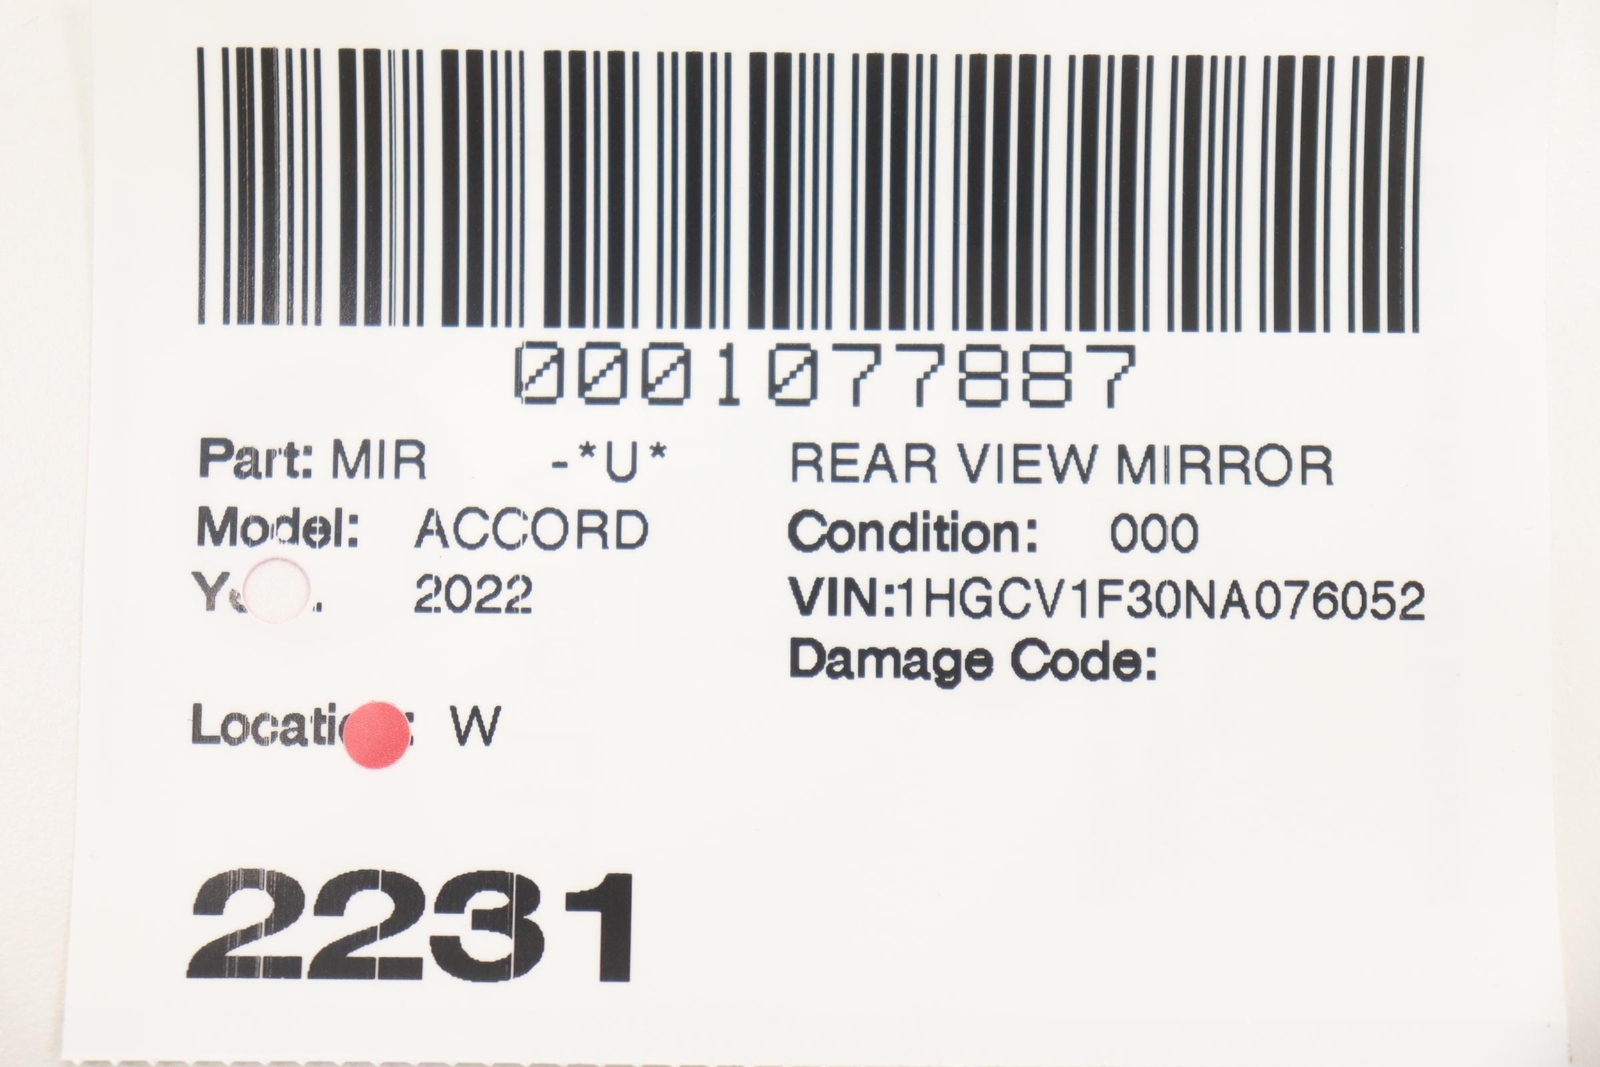 0001077887
Part: MIR -*U* REAR VIEW MIRROR
Model: ACCORD Condition: 000
2022 VIN:1HGCV1F30NA076052
Damage Code:
W
2231